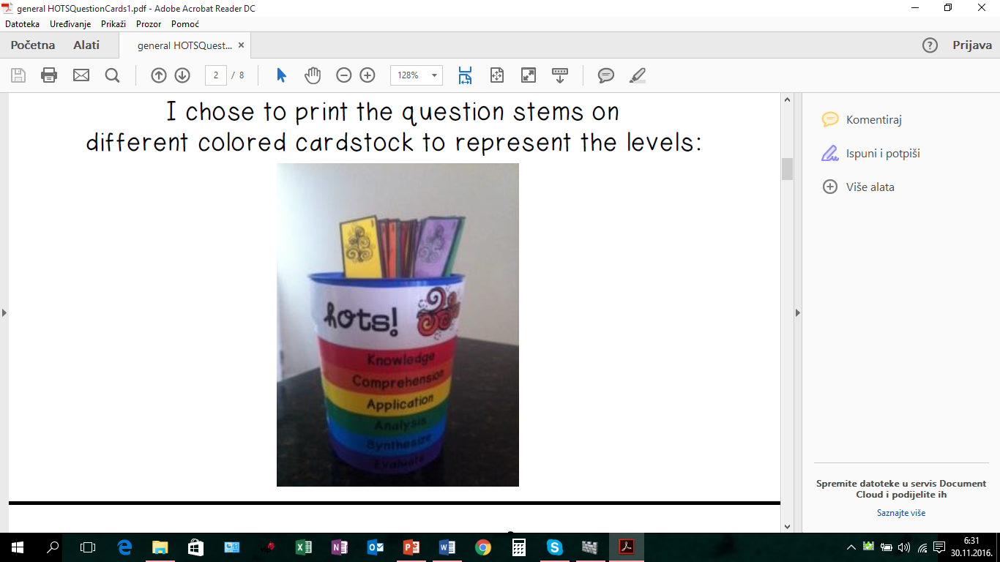 general HOTSQuestionCards1.pdf - Adobe Acrobat Reader DC
Datoteka Uređivanje Prikaži Prozor Pomoć
Početna Alati general HOTSQuest... × Prijava
2 / 8 128%
I chose to print the question stems on
different colored cardstock to represent the levels:
hots!
Knowledge
Comprehension
Application
Analysis
Synthesize
Evaluate
Komentiraj
Ispuni i potpiši
Više alata
Spremite datoteke u servis Document
Cloud i podijelite ih
Saznajte više
6:31
30.11.2016.